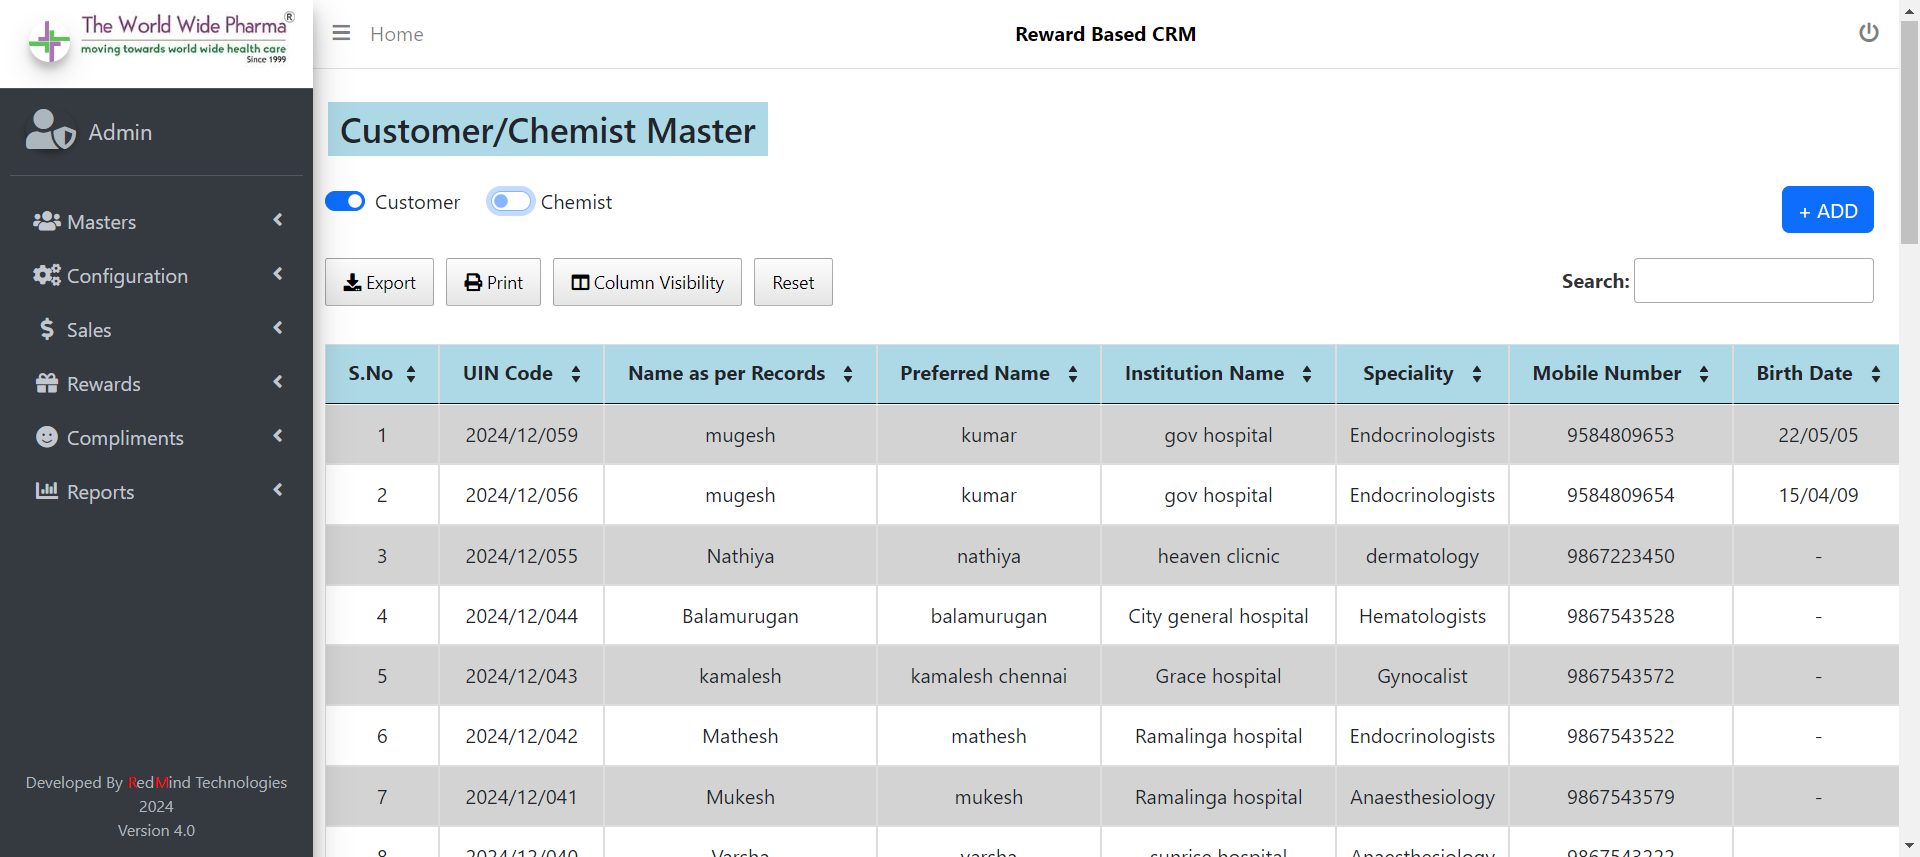 The World Wide Pharma®
moving towards world wide health care
Since 1999
Home
Reward Based CRM
Admin
Masters
Configuration
Sales
Rewards
Compliments
Reports
Developed By RedMind Technologies
2024
Version 4.0
Customer/Chemist Master
Customer Chemist
+ ADD
Export Print Column Visibility Reset
Search:
S.No UIN Code Name as per Records Preferred Name Institution Name Speciality Mobile Number Birth Date
1 2024/12/059 mugesh kumar gov hospital Endocrinologists 9584809653 22/05/05
2 2024/12/056 mugesh kumar gov hospital Endocrinologists 9584809654 15/04/09
3 2024/12/055 Nathiya nathiya heaven clicnic dermatology 9867223450 -
4 2024/12/044 Balamurugan balamurugan City general hospital Hematologists 9867543528 -
5 2024/12/043 kamalesh kamalesh chennai Grace hospital Gynocalist 9867543572 -
6 2024/12/042 Mathesh mathesh Ramalinga hospital Endocrinologists 9867543522 -
7 2024/12/041 Mukesh mukesh Ramalinga hospital Anaesthesiology 9867543579 -
8 2024/12/040 Varsha varsha sunrise hospital Anaesthesiology 9867543222